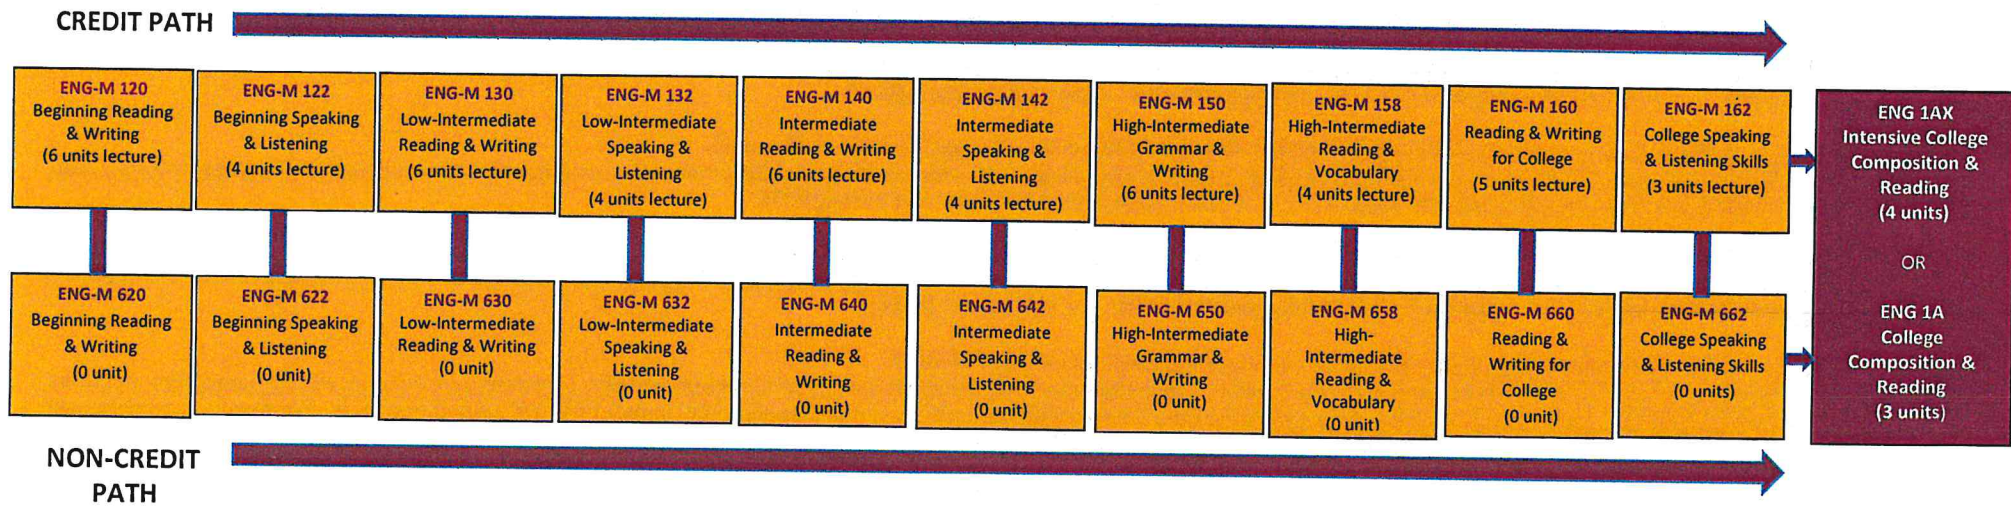 CREDIT PATH
ENG-M 120
Beginning Reading
& Writing
(6 units lecture)
ENG-M 122
Beginning Speaking
& Listening
(4 units lecture)
ENG-M 130
Low-Intermediate
Reading & Writing
(6 units lecture)
ENG-M 132
Low-Intermediate
Speaking &
Listening
(4 units lecture)
ENG-M 140
Intermediate
Reading & Writing
(6 units lecture)
ENG-M 142
Intermediate
Speaking &
Listening
(4 units lecture)
ENG-M 150
High-Intermediate
Grammar &
Writing
(6 units lecture)
ENG-M 158
High-Intermediate
Reading &
Vocabulary
(4 units lecture)
ENG-M 160
Reading & Writing
for College
(5 units lecture)
ENG-M 162
College Speaking
& Listening Skills
(3 units lecture)
ENG 1AX
Intensive College
Composition &
Reading
(4 units)
OR
ENG 1A
College
Composition &
Reading
(3 units)
ENG-M 620
Beginning Reading
& Writing
(0 unit)
ENG-M 622
Beginning Speaking
& Listening
(0 unit)
ENG-M 630
Low-Intermediate
Reading & Writing
(0 unit)
ENG-M 632
Low-Intermediate
Speaking &
Listening
(0 unit)
ENG-M 640
Intermediate
Reading &
Writing
(0 unit)
ENG-M 642
Intermediate
Speaking &
Listening
(0 unit)
ENG-M 650
High-Intermediate
Grammar &
Writing
(0 unit)
ENG-M 658
High-
Intermediate
Reading &
Vocabulary
(0 unit)
ENG-M 660
Reading &
Writing for
College
(0 unit)
ENG-M 662
College Speaking
& Listening Skills
(0 units)
NON-CREDIT
PATH